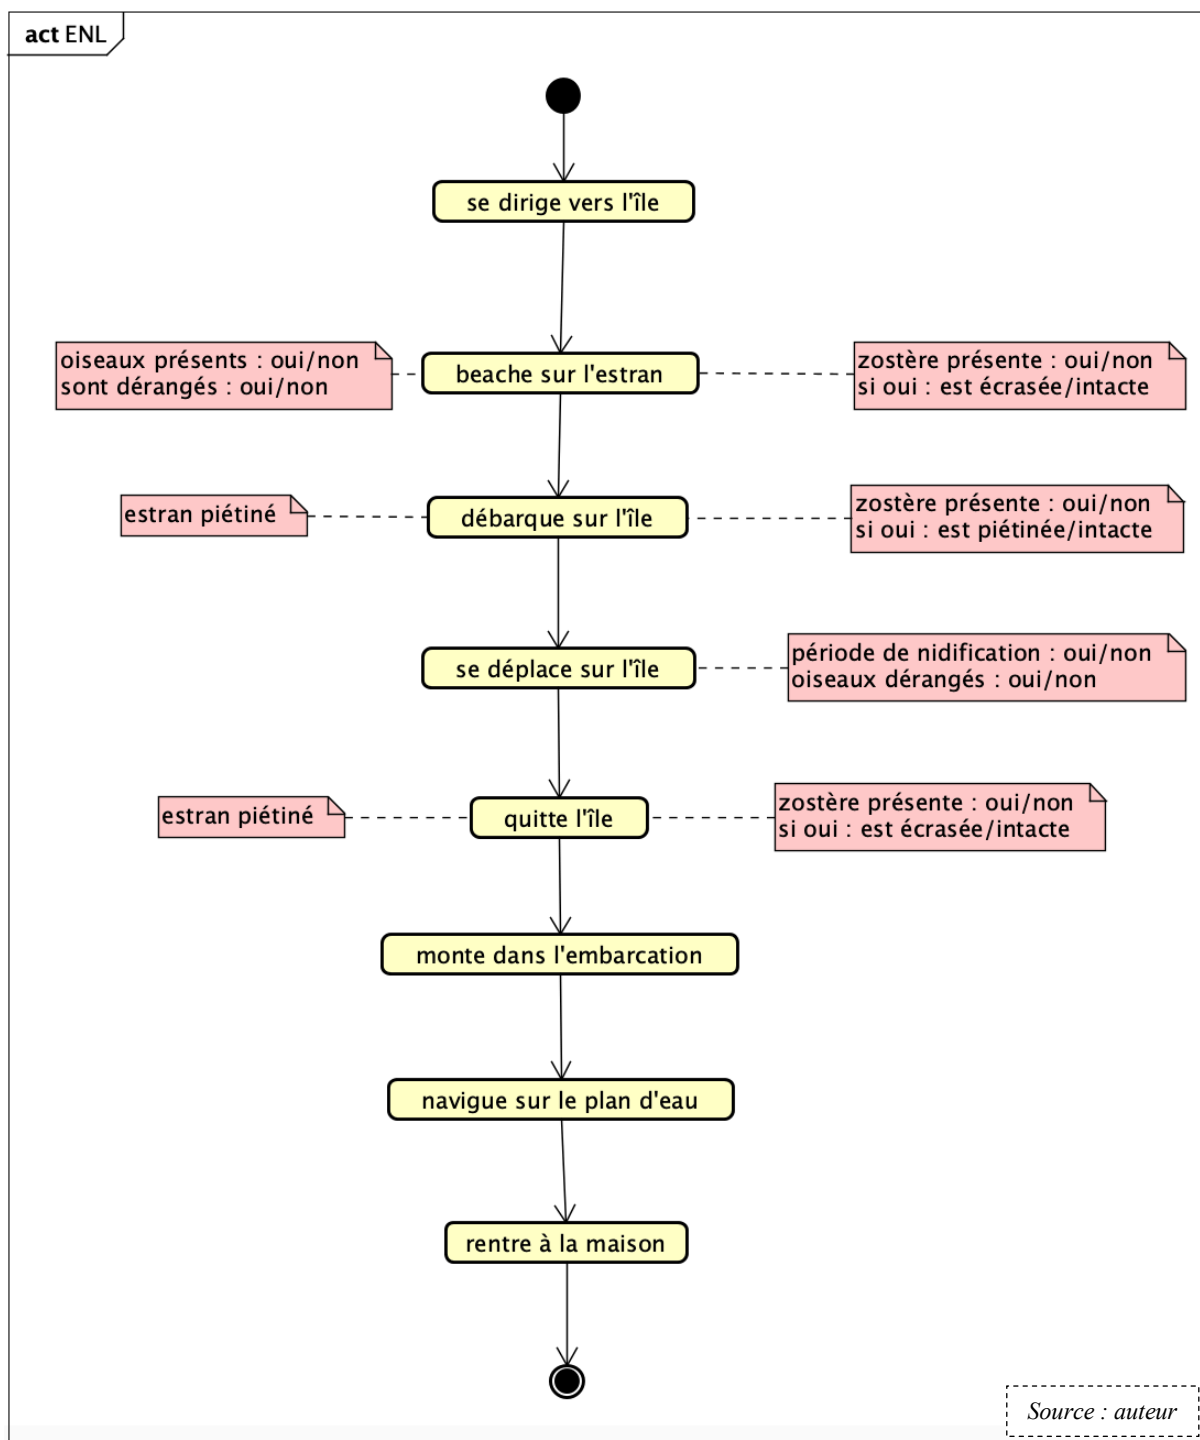 act ENL
se dirige vers l'île
oiseaux présents : oui/non
sont dérangés : oui/non
beache sur l'estran
zostère présente : oui/non
si oui : est écrasée/intacte
estran piétiné
débarque sur l'île
zostère présente : oui/non
si oui : est piétinée/intacte
se déplace sur l'île
période de nidification : oui/non
oiseaux dérangés : oui/non
estran piétiné
quitte l'île
zostère présente : oui/non
si oui : est écrasée/intacte
monte dans l'embarcation
navigue sur le plan d'eau
rentre à la maison
Source : auteur